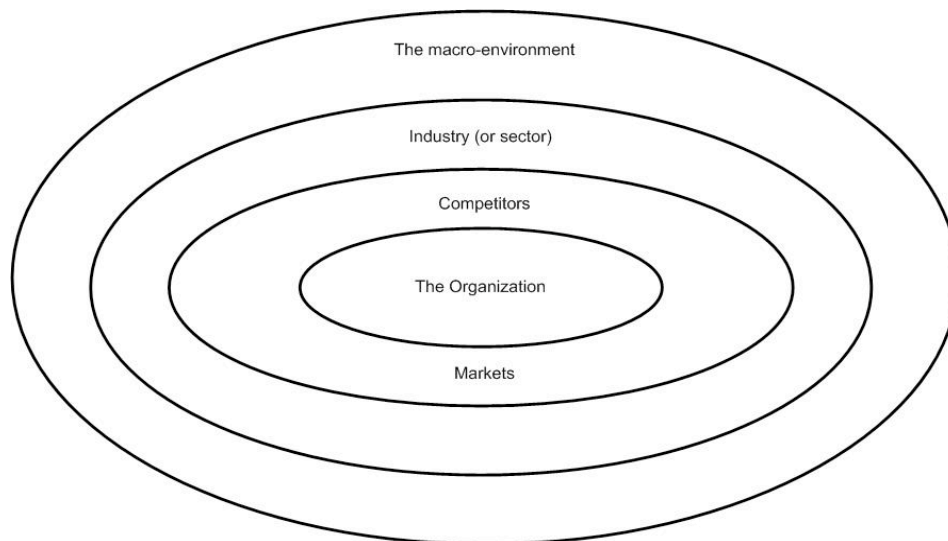 The macro-environment
Industry (or sector)
Competitors
The Organization
Markets